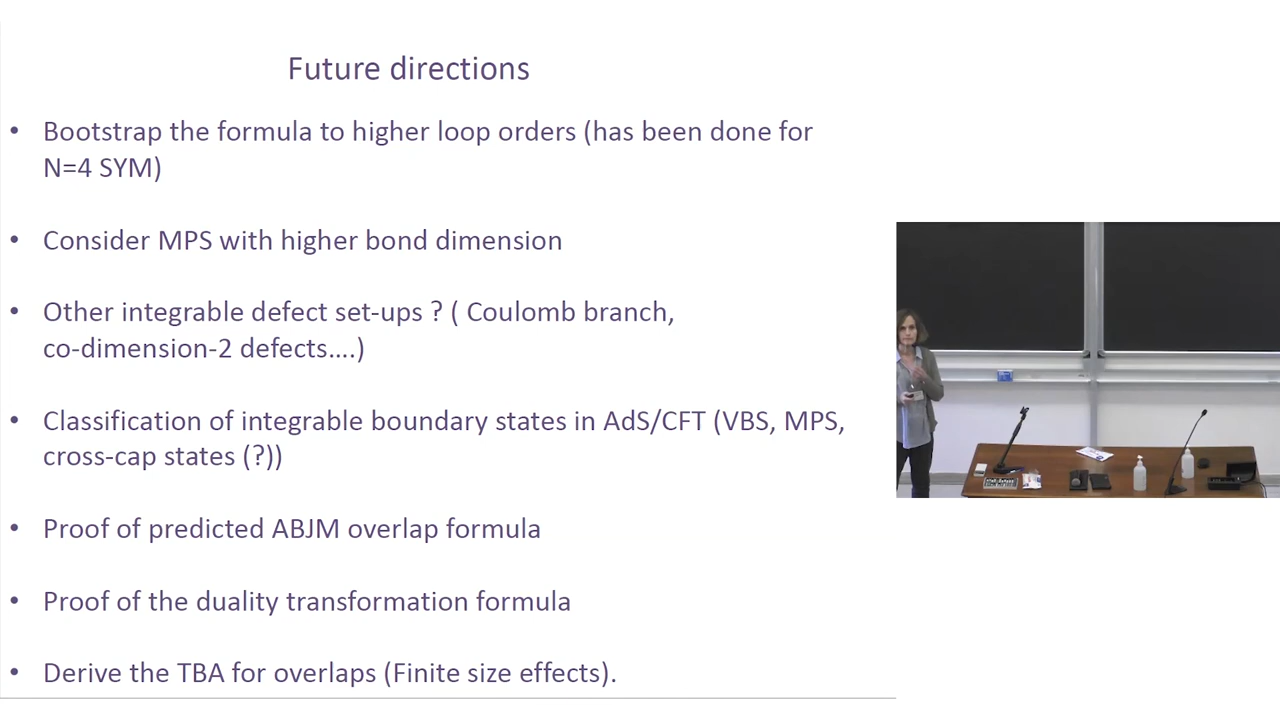 Future directions
• Bootstrap the formula to higher loop orders (has been done for
N=4 SYM)
• Consider MPS with higher bond dimension
• Other integrable defect set-ups ? ( Coulomb branch,
co-dimension-2 defects....)
• Classification of integrable boundary states in AdS/CFT (VBS, MPS,
cross-cap states (?))
• Proof of predicted ABJM overlap formula
• Proof of the duality transformation formula
• Derive the TBA for overlaps (Finite size effects).